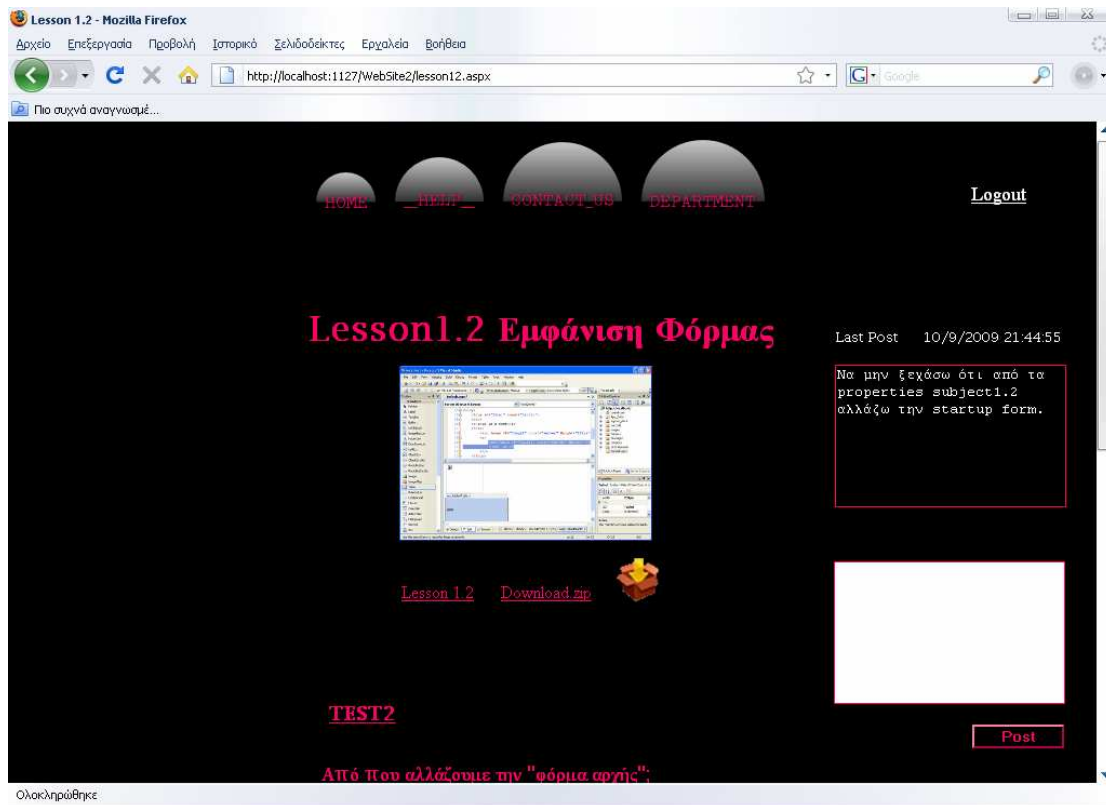 Lesson 1.2 - Mozilla Firefox
Αρχείο Επεξεργασία Προβολή Ιστορικό Σελιδοδείκτες Εργαλεία Βοήθεια
http://localhost:1127/WebSite2/lesson12.aspx
Google
Πιο συχνά αναγνωσμέ...
HOME _HELP_ CONTACT_US DEPARTMENT
Logout
Lesson1.2 Εμφάνιση Φόρμας
Last Post 10/9/2009 21:44:55
Να μην ξεχάσω ότι από τα
properties subject1.2
αλλάζω την startup form.
Lesson 1.2 Download.zip
TEST2
Post
Από που αλλάζουμε την "φόρμα αρχής";
Ολοκληρώθηκε